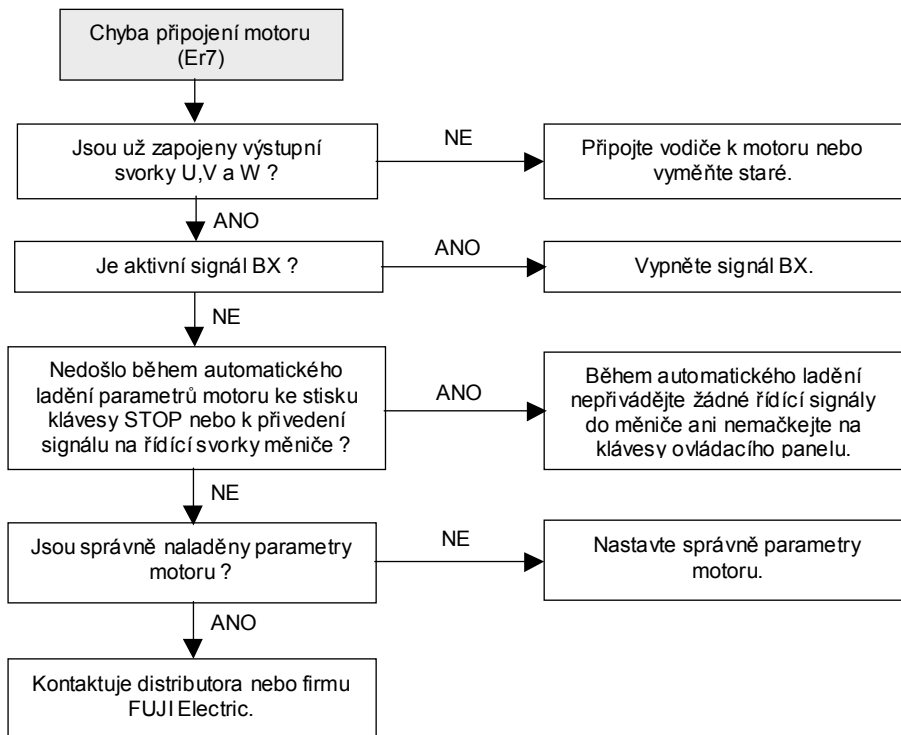 Chyba připojení motoru
(Er7)
Jsou už zapojeny výstupní
svorky U,V a W ?
NE
Připojte vodiče k motoru nebo
vyměňte staré.
ANO
Je aktivní signál BX ?
ANO
Vypněte signál BX.
NE
Nedošlo během automatického
ladění parametrů motoru ke stisku
klávesy STOP nebo k přivedení
signálu na řídící svorky měniče ?
ANO
Během automatického ladění
nepřivádějte žádné řídící signály
do měniče ani nemačkejte na
klávesy ovládacího panelu.
NE
Jsou správně naladěny parametry
motoru ?
NE
Nastavte správně parametry
motoru.
ANO
Kontaktuje distributora nebo firmu
FUJI Electric.